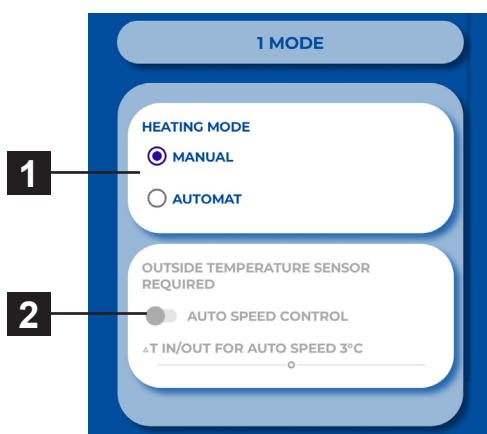 1 MODE
HEATING MODE
MANUAL
1
AUTOMAT
OUTSIDE TEMPERATURE SENSOR
REQUIRED
2
AUTO SPEED CONTROL
▵T IN/OUT FOR AUTO SPEED 3°C